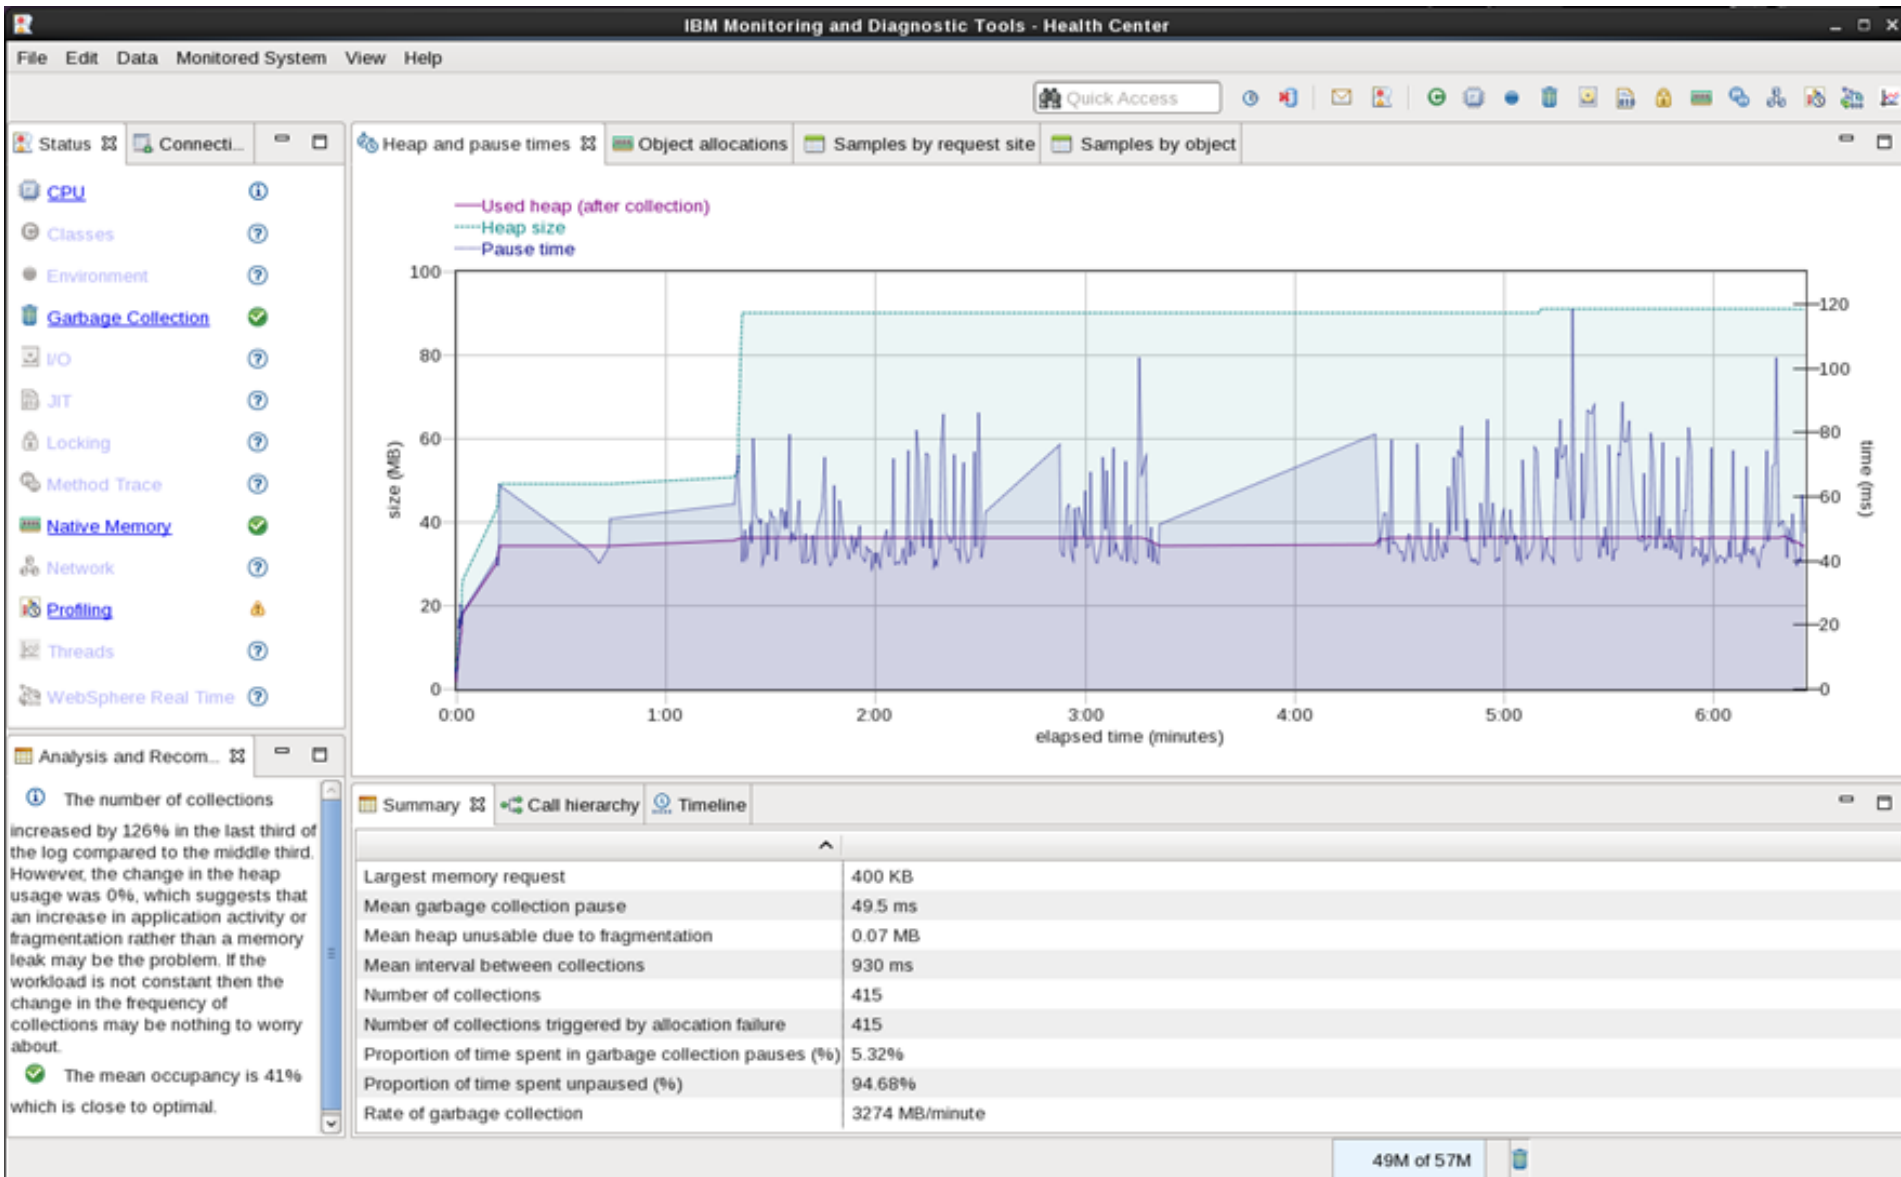 IBM Monitoring and Diagnostic Tools - Health Center
File Edit Data Monitored System View Help
Quick Access
Status Connecti...
CPU
Classes
Environment
Garbage Collection
I/O
JIT
Locking
Method Trace
Native Memory
Network
Profiling
Threads
WebSphere Real Time
Analysis and Recom...
The number of collections
increased by 126% in the last third of
the log compared to the middle third.
However, the change in the heap
usage was 0%, which suggests that
an increase in application activity or
fragmentation rather than a memory
leak may be the problem. If the
workload is not constant then the
change in the frequency of
collections may be nothing to worry
about.
The mean occupancy is 41%
which is close to optimal.
Heap and pause times Object allocations Samples by request site Samples by object
Used heap (after collection)
Heap size
Pause time
100
80
60
40
20
0
size (MB)
120
100
80
60
40
20
0
time (ms)
0:00 1:00 2:00 3:00 4:00 5:00 6:00
elapsed time (minutes)
Summary Call hierarchy Timeline
Largest memory request 400 KB
Mean garbage collection pause 49.5 ms
Mean heap unusable due to fragmentation 0.07 MB
Mean interval between collections 930 ms
Number of collections 415
Number of collections triggered by allocation failure 415
Proportion of time spent in garbage collection pauses (%) 5.32%
Proportion of time spent unpaused (%) 94.68%
Rate of garbage collection 3274 MB/minute
49M of 57M